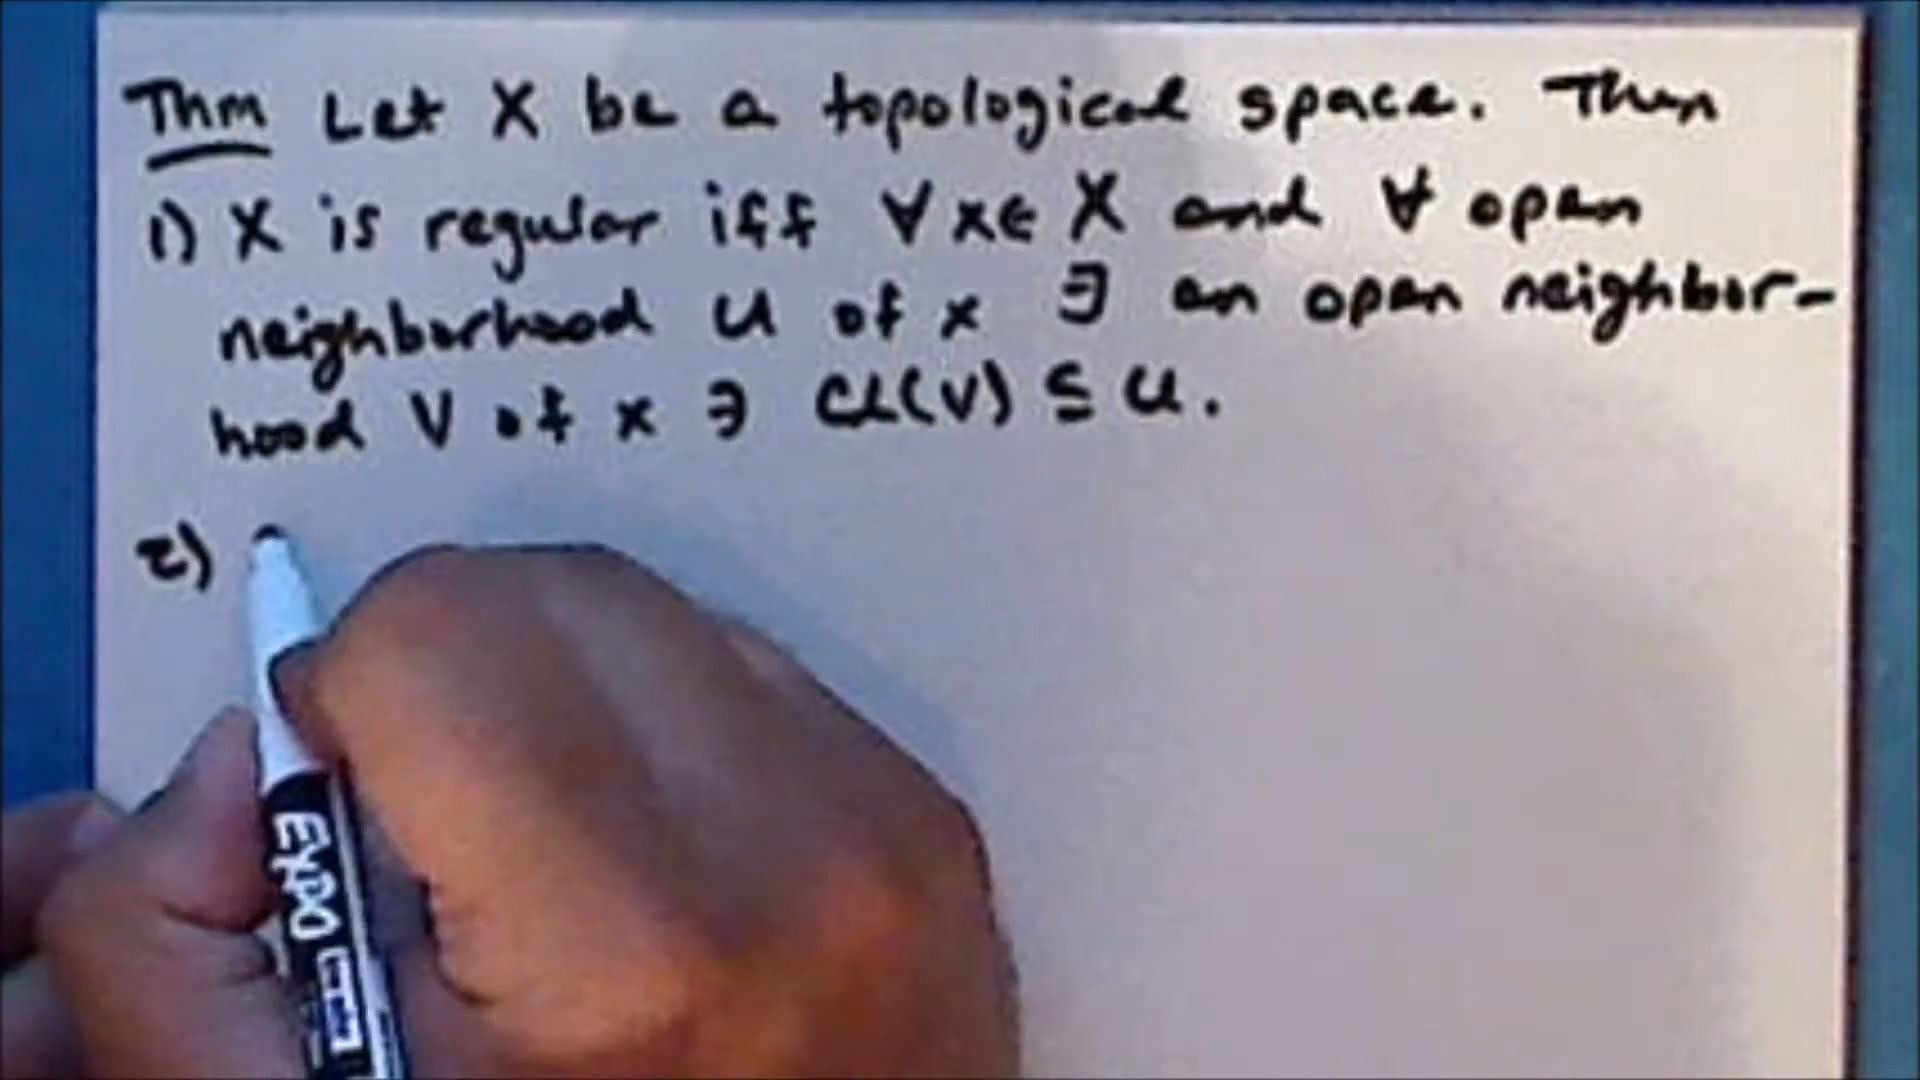 Thm Let X be a topological space. Then
1) X is regular iff ∀ x ∈ X and ∀ open
neighborhood U of x ∃ an open neighbor-
hood V of x ∋ Cl(V) ⊆ U.
2)
EXPO